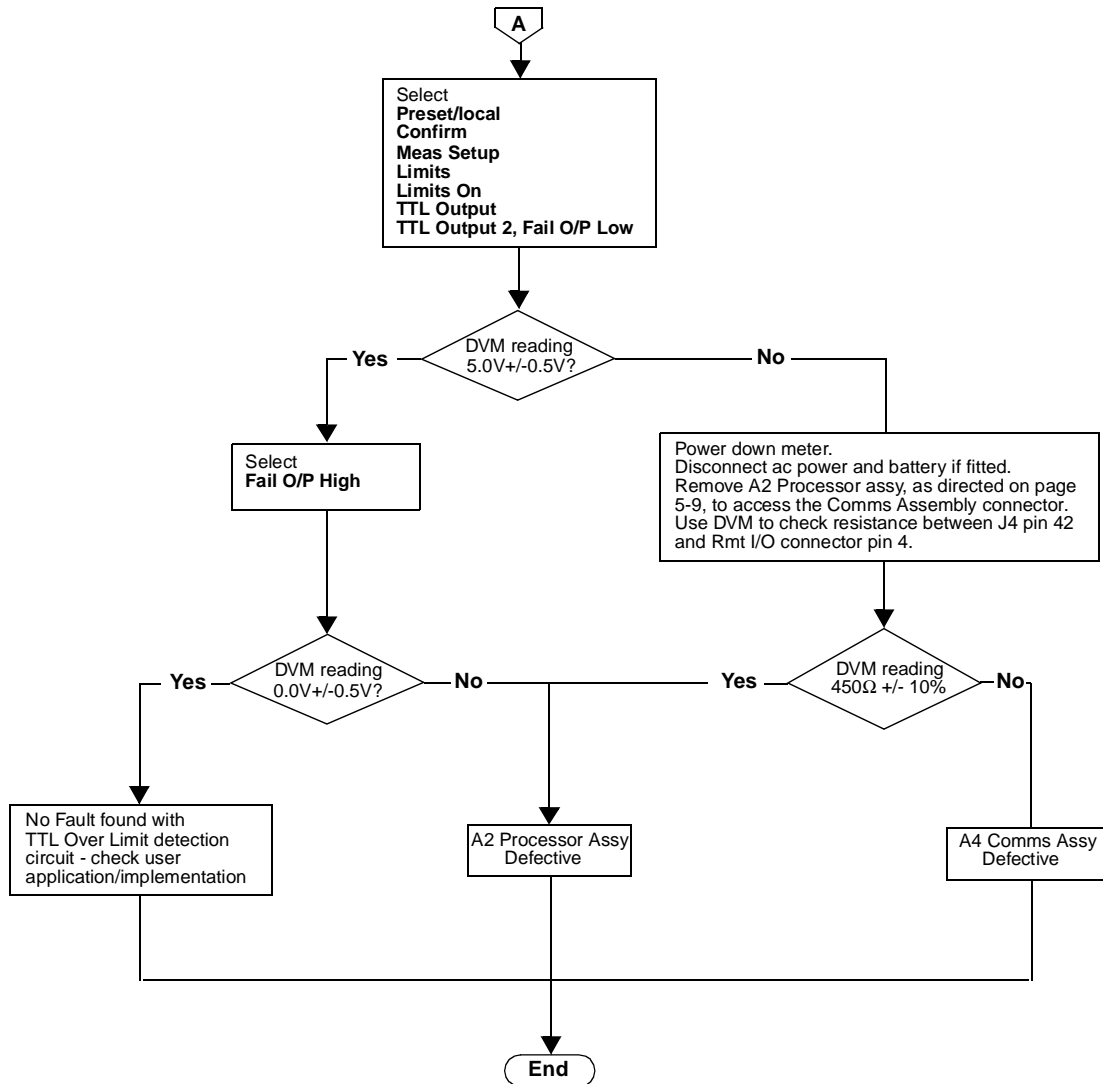 A
Select
Preset/local
Confirm
Meas Setup
Limits
Limits On
TTL Output
TTL Output 2, Fail O/P Low
DVM reading
5.0V+/-0.5V?
Yes
No
Select
Fail O/P High
Power down meter.
Disconnect ac power and battery if fitted.
Remove A2 Processor assy, as directed on page
5-9, to access the Comms Assembly connector.
Use DVM to check resistance between J4 pin 42
and Rmt I/O connector pin 4.
DVM reading
0.0V+/-0.5V?
Yes
No
DVM reading
450Ω +/- 10%
Yes
No
No Fault found with
TTL Over Limit detection
circuit - check user
application/implementation
A2 Processor Assy
Defective
A4 Comms Assy
Defective
End